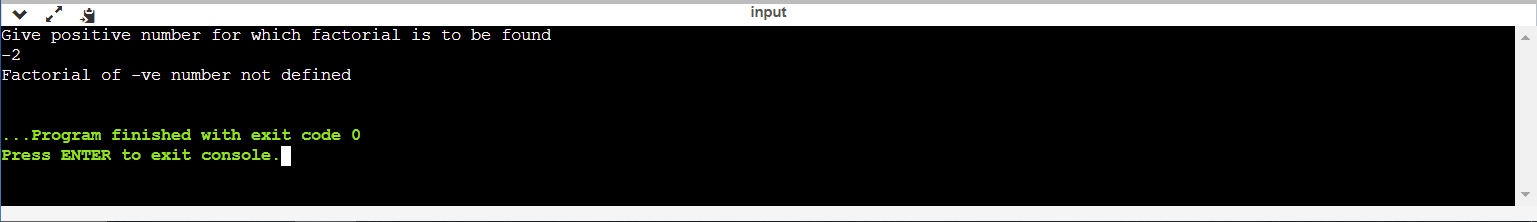 input
Give positive number for which factorial is to be found
-2
Factorial of -ve number not defined
...Program finished with exit code 0
Press ENTER to exit console.